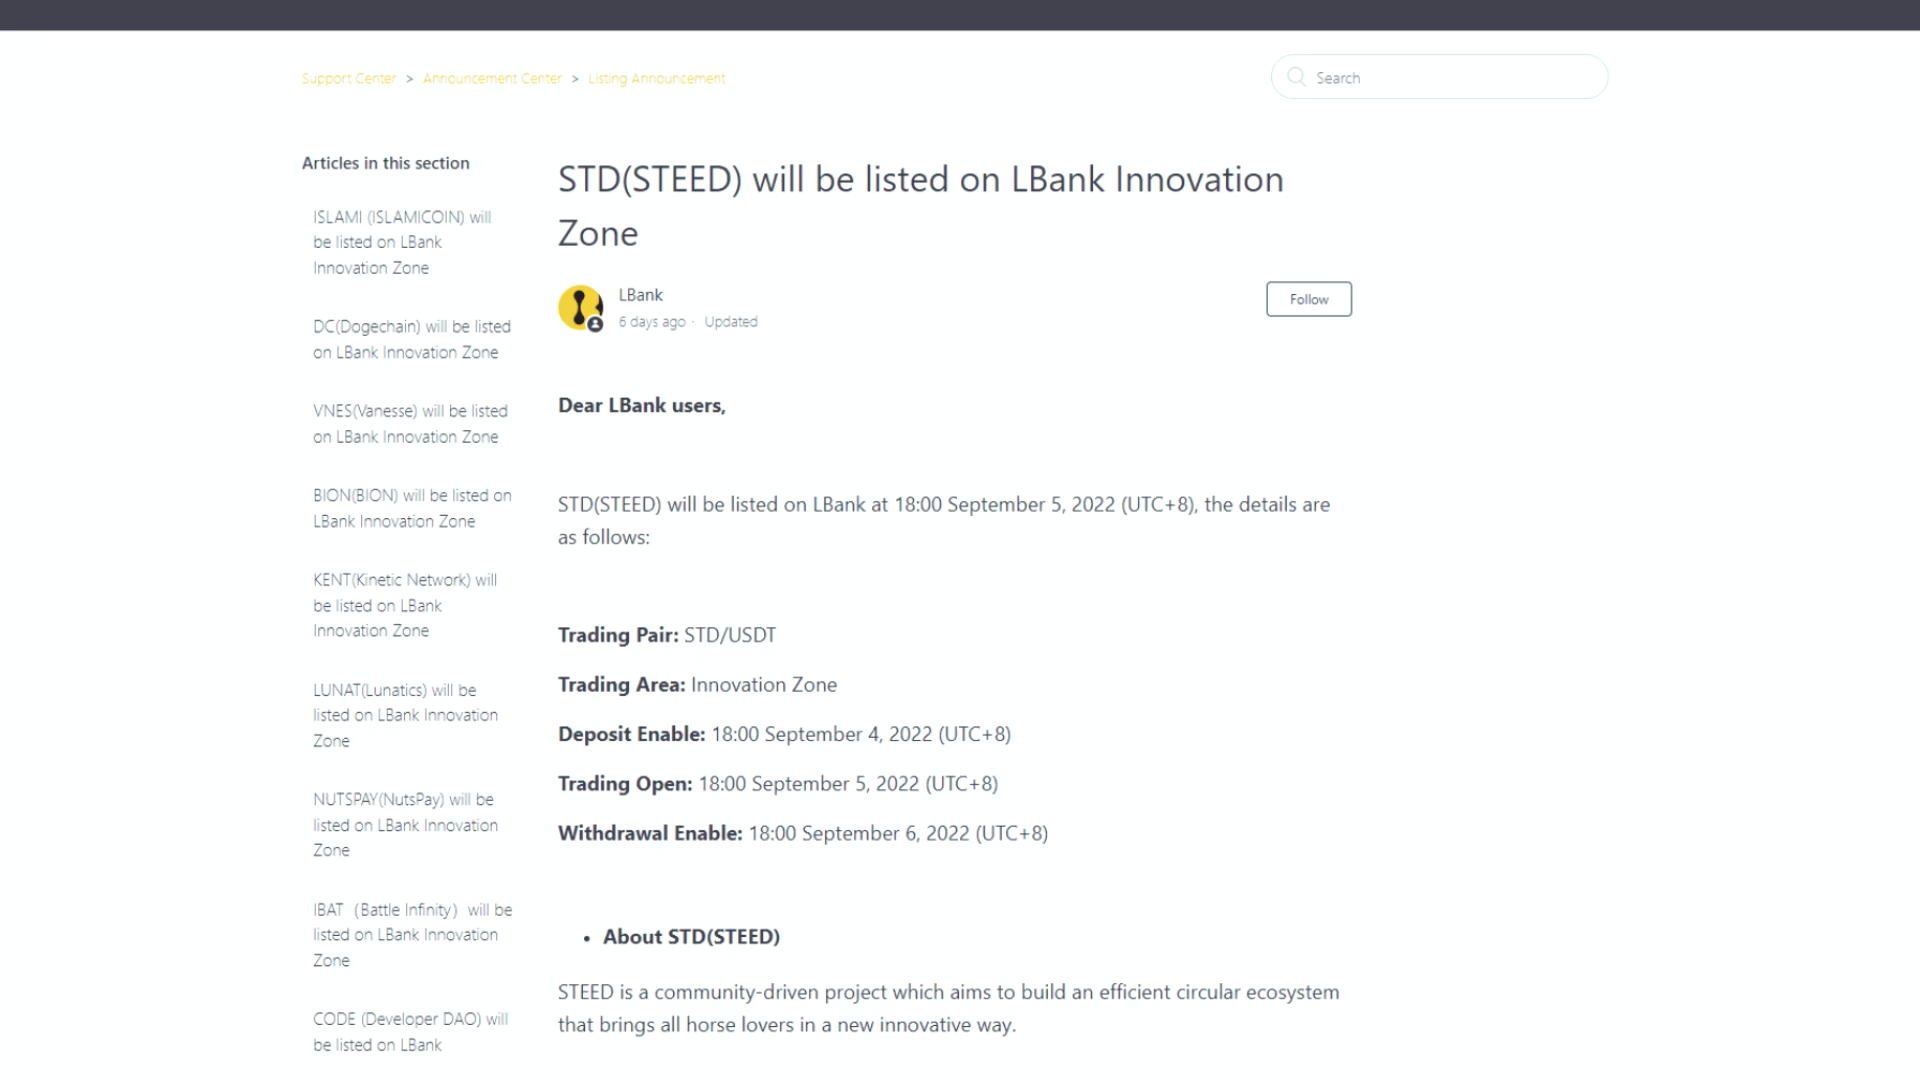 Support Center > Announcement Center > Listing Announcement
Search
Articles in this section
ISLAMI (ISLAMICOIN) will
be listed on LBank
Innovation Zone
DC(Dogechain) will be listed
on LBank Innovation Zone
VNES(Vanesse) will be listed
on LBank Innovation Zone
BION(BION) will be listed on
LBank Innovation Zone
KENT(Kinetic Network) will
be listed on LBank
Innovation Zone
LUNAT(Lunatics) will be
listed on LBank Innovation
Zone
NUTSPAY(NutsPay) will be
listed on LBank Innovation
Zone
IBAT（Battle Infinity）will be
listed on LBank Innovation
Zone
CODE (Developer DAO) will
be listed on LBank
STD(STEED) will be listed on LBank Innovation
Zone
LBank
6 days ago · Updated
Follow
Dear LBank users,
STD(STEED) will be listed on LBank at 18:00 September 5, 2022 (UTC+8), the details are
as follows:
Trading Pair: STD/USDT
Trading Area: Innovation Zone
Deposit Enable: 18:00 September 4, 2022 (UTC+8)
Trading Open: 18:00 September 5, 2022 (UTC+8)
Withdrawal Enable: 18:00 September 6, 2022 (UTC+8)
• About STD(STEED)
STEED is a community-driven project which aims to build an efficient circular ecosystem
that brings all horse lovers in a new innovative way.